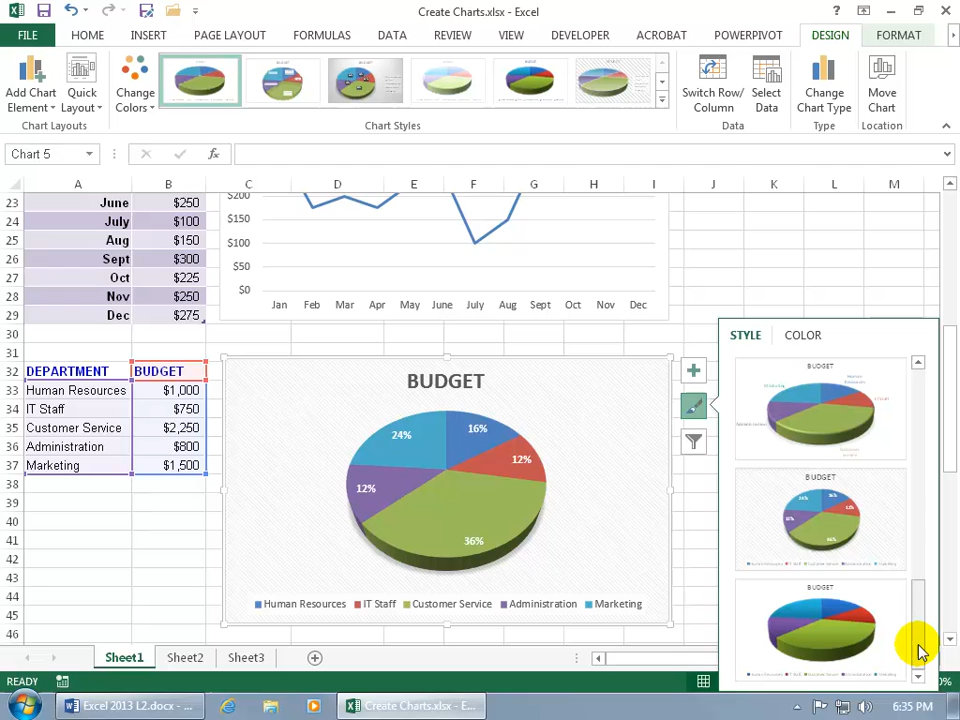 Create Charts.xlsx - Excel
FILE HOME INSERT PAGE LAYOUT FORMULAS DATA REVIEW VIEW DEVELOPER ACROBAT POWERPIVOT DESIGN FORMAT
Add Chart Element Quick Layout Change Colors Switch Row/ Column Select Data Change Chart Type Move Chart
Chart Layouts Chart Styles Data Type Location
Chart 5 fx
A B C D E F G H I J K L M
23 June $250 $200
24 July $100 $150
25 Aug $150 $100
26 Sept $300
27 Oct $225 $50
28 Nov $250 $0
29 Dec $275 Jan Feb Mar Apr May June July Aug Sept Oct Nov Dec
30
31
STYLE COLOR
32 DEPARTMENT BUDGET
33 Human Resources $1,000
34 IT Staff $750
35 Customer Service $2,250
36 Administration $800
37 Marketing $1,500
38
39
40
41
42
43
44
45
46
BUDGET
24% 16%
12%
12%
36%
Human Resources IT Staff Customer Service Administration Marketing
BUDGET
BUDGET
BUDGET
Sheet1 Sheet2 Sheet3
READY
Excel 2013 L2.docx -... Create Charts.xlsx - E... 6:35 PM